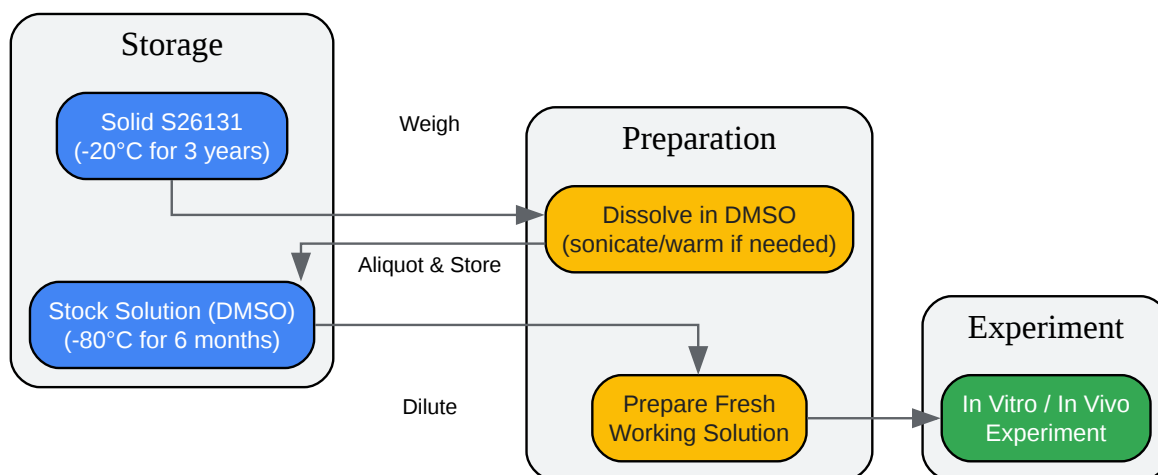 Storage
Solid S26131
(-20°C for 3 years)
Weigh
Preparation
Dissolve in DMSO
(sonicate/warm if needed)
Aliquot & Store
Stock Solution (DMSO)
(-80°C for 6 months)
Dilute
Prepare Fresh
Working Solution
Experiment
In Vitro / In Vivo
Experiment